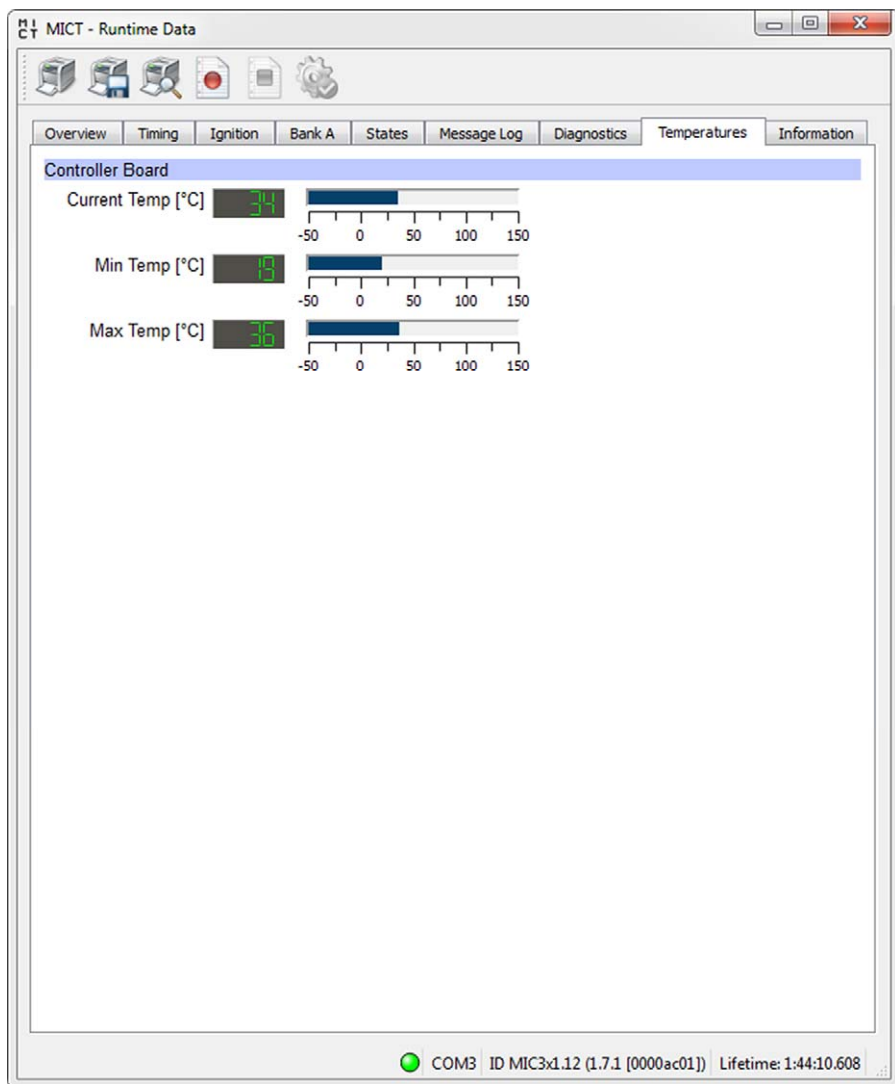 MICT - Runtime Data
Overview Timing Ignition Bank A States Message Log Diagnostics Temperatures Information
Controller Board
Current Temp [°C] 34
-50 0 50 100 150
Min Temp [°C] 19
-50 0 50 100 150
Max Temp [°C] 36
-50 0 50 100 150
COM3 ID MIC3x1.12 (1.7.1 [0000ac01]) Lifetime: 1:44:10.608